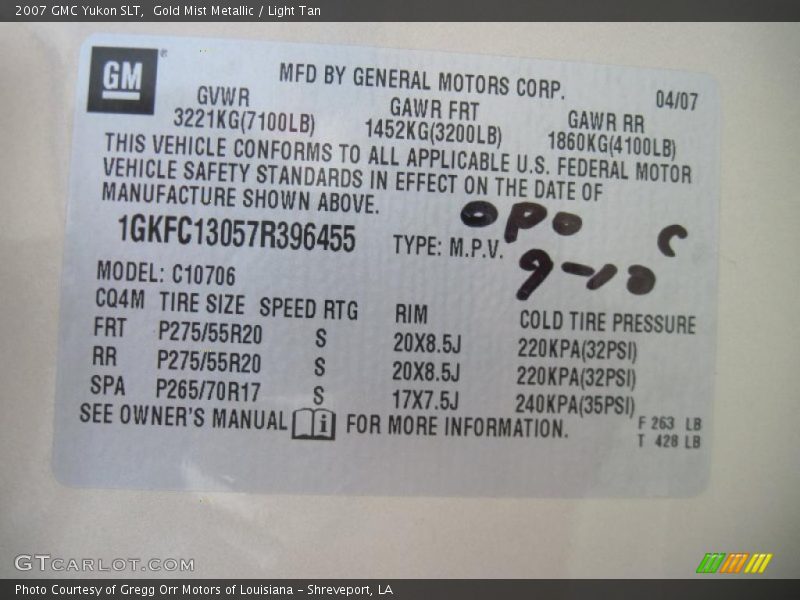 2007 GMC Yukon SLT,  Gold Mist Metallic / Light Tan
GM
MFD BY GENERAL MOTORS CORP.
04/07
GVWR
GAWR FRT
GAWR RR
3221KG(7100LB)
1452KG(3200LB)
1860KG(4100LB)
THIS VEHICLE CONFORMS TO ALL APPLICABLE U.S. FEDERAL MOTOR
VEHICLE SAFETY STANDARDS IN EFFECT ON THE DATE OF
MANUFACTURE SHOWN ABOVE.
1GKFC13057R396455
TYPE: M.P.V.
opo
c
9-10
MODEL: C10706
CQ4M TIRE SIZE SPEED RTG RIM COLD TIRE PRESSURE
FRT P275/55R20 S 20X8.5J 220KPA(32PSI)
RR P275/55R20 S 20X8.5J 220KPA(32PSI)
SPA P265/70R17 S 17X7.5J 240KPA(35PSI)
SEE OWNER'S MANUAL i FOR MORE INFORMATION.
F 263 LB
T 428 LB
GTCARLOT.COM
Photo Courtesy of Gregg Orr Motors of Louisiana - Shreveport, LA